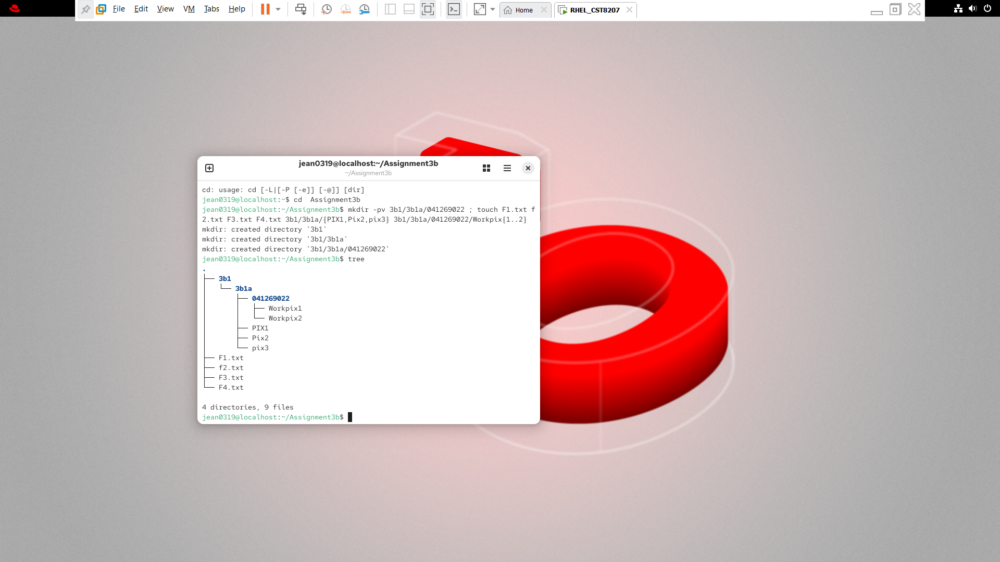 File Edit View VM Tabs Help Home RHEL_CST8207
jean0319@localhost:~/Assignment3b
~/Assignment3b
cd: usage: cd [-L|[-P [-e]] [-@]] [dir]
jean0319@localhost:~$ cd  Assignment3b
jean0319@localhost:~/Assignment3b$ mkdir -pv 3b1/3b1a/041269022 ; touch F1.txt f
2.txt F3.txt F4.txt 3b1/3b1a/{PIX1,Pix2,pix3} 3b1/3b1a/041269022/Workpix{1..2}
mkdir: created directory '3b1'
mkdir: created directory '3b1/3b1a'
mkdir: created directory '3b1/3b1a/041269022'
jean0319@localhost:~/Assignment3b$ tree
.
├── 3b1
│   └── 3b1a
│       ├── 041269022
│       │   ├── Workpix1
│       │   └── Workpix2
│       ├── PIX1
│       ├── Pix2
│       └── pix3
├── F1.txt
├── f2.txt
├── F3.txt
└── F4.txt
4 directories, 9 files
jean0319@localhost:~/Assignment3b$